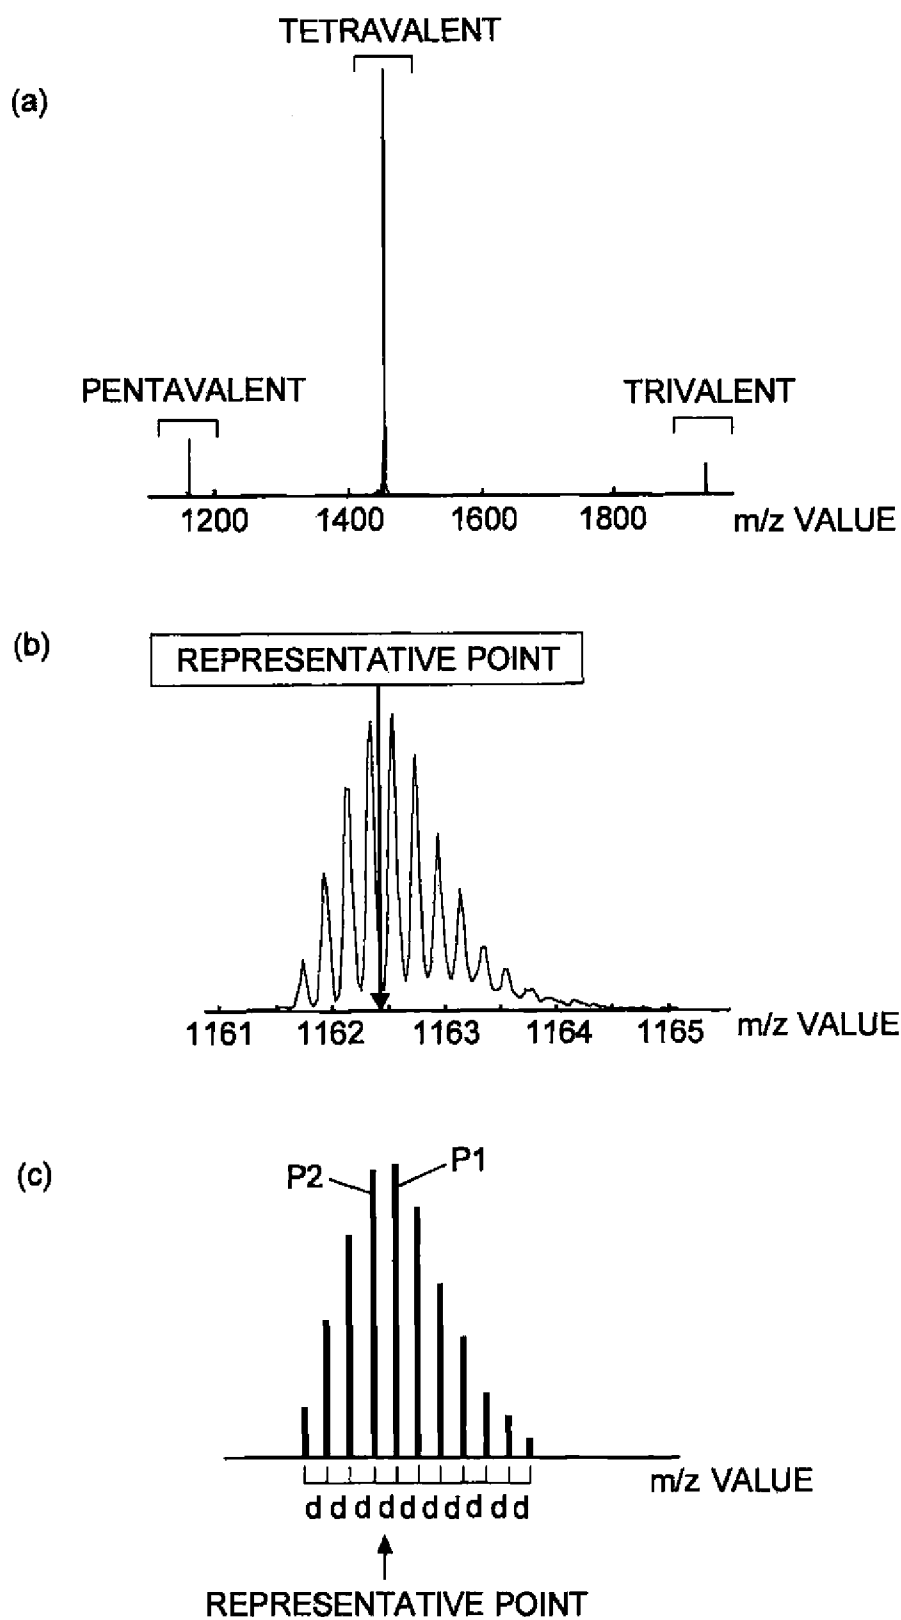 TETRAVALENT
(a)
PENTAVALENT
TRIVALENT
1200 1400 1600 1800 m/z VALUE
(b)
REPRESENTATIVE POINT
1161 1162 1163 1164 1165 m/z VALUE
(c)
P2 P1
m/z VALUE
d d d d d d d d d d
REPRESENTATIVE POINT